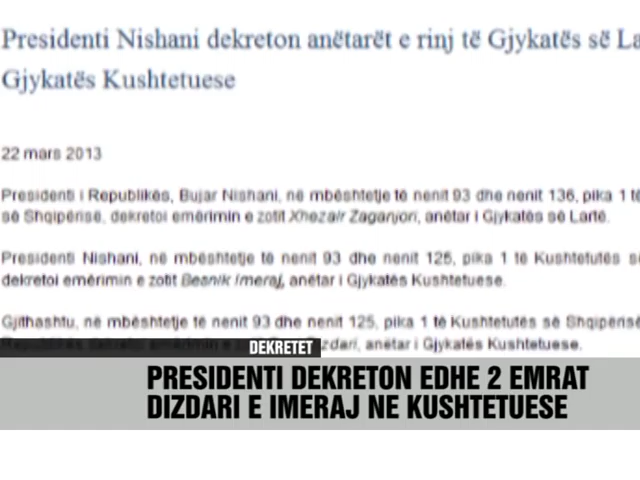 Presidenti Nishani dekreton anëtarët e rinj të Gjykatës së La
Gjykatës Kushtetuese
22 mars 2013
Presidenti i Republikës, Bujar Nishani, në mbështetje të nenit 93 dhe nenit 136, pika 1 të
së Shqipërisë, dekretoi emërimin e zotit Xhezair Zaganjori, anëtar i Gjykatës së Lartë.
Presidenti Nishani, në mbështetje të nenit 93 dhe nenit 125, pika 1 të Kushtetutës së
dekretoi emërimin e zotit Besnik Imeraj, anëtar i Gjykatës Kushtetuese.
Gjithashtu, në mbështetje të nenit 93 dhe nenit 125, pika 1 të Kushtetutës së Shqipërisë
zdari, anëtar i Gjykatës Kushtetuese.
DEKRETET
PRESIDENTI DEKRETON EDHE 2 EMRAT
DIZDARI E IMERAJ NE KUSHTETUESE